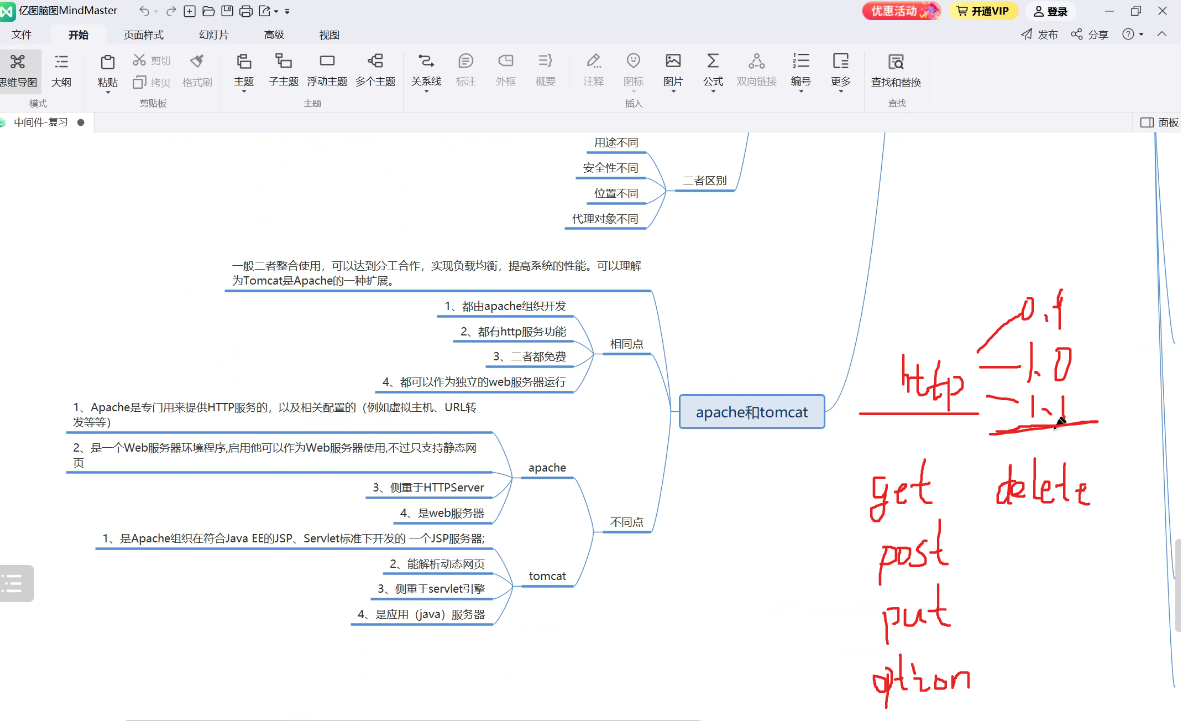 亿图脑图MindMaster
优惠活动
开通VIP
登录
文件
开始
页面样式
幻灯片
高级
视图
发布
分享
思维导图
大纲
粘贴
剪切
拷贝
格式刷
主题
子主题
浮动主题
多个主题
关系线
标注
外框
概要
注释
图标
图片
公式
双向链接
编号
更多
查找和替换
模式
剪贴板
主题
插入
查找
中间件-复习
面板
用途不同
安全性不同
位置不同
代理对象不同
二者区别
一般二者整合使用，可以达到分工合作，实现负载均衡，提高系统的性能。可以理解
为Tomcat是Apache的一种扩展。
1、都由apache组织开发
2、都有http服务功能
3、二者都免费
4、都可以作为独立的web服务器运行
相同点
apache和tomcat
1、Apache是专门用来提供HTTP服务的，以及相关配置的（例如虚拟主机、URL转
发等等）
2、是一个Web服务器环境程序,启用他可以作为Web服务器使用,不过只支持静态网
页
3、侧重于HTTPServer
4、是web服务器
apache
不同点
1、是Apache组织在符合Java EE的JSP、Servlet标准下开发的 一个JSP服务器;
2、能解析动态网页
3、侧重于servlet引擎
4、是应用（java）服务器
tomcat
http
0.9
1.0
1.1
get
delete
post
put
option